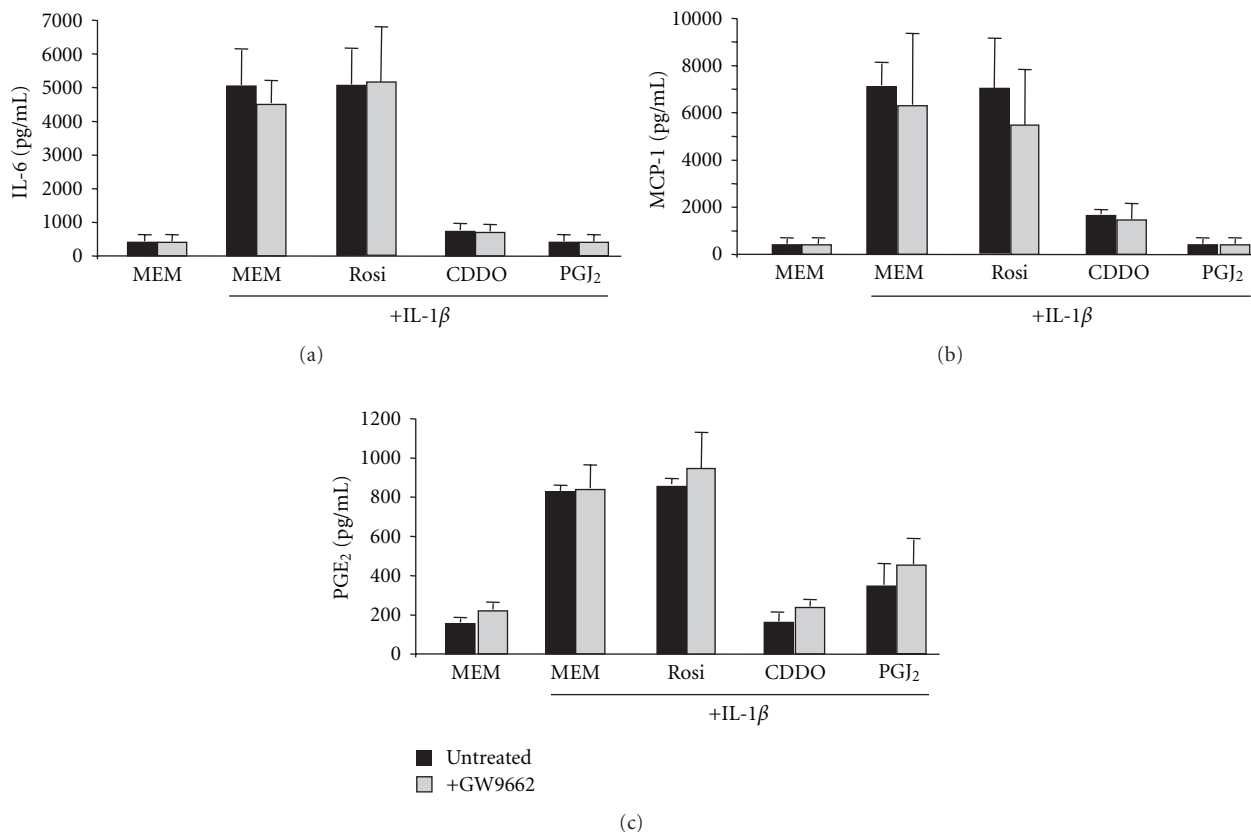 7000
6000
5000
4000
3000
2000
1000
0
IL-6 (pg/mL)
MEM MEM Rosi CDDO PGJ₂
+IL-1β
(a)
10000
8000
6000
4000
2000
0
MCP-1 (pg/mL)
MEM MEM Rosi CDDO PGJ₂
+IL-1β
(b)
1200
1000
800
600
400
200
0
PGE₂ (pg/mL)
MEM MEM Rosi CDDO PGJ₂
+IL-1β
Untreated
+GW9662
(c)